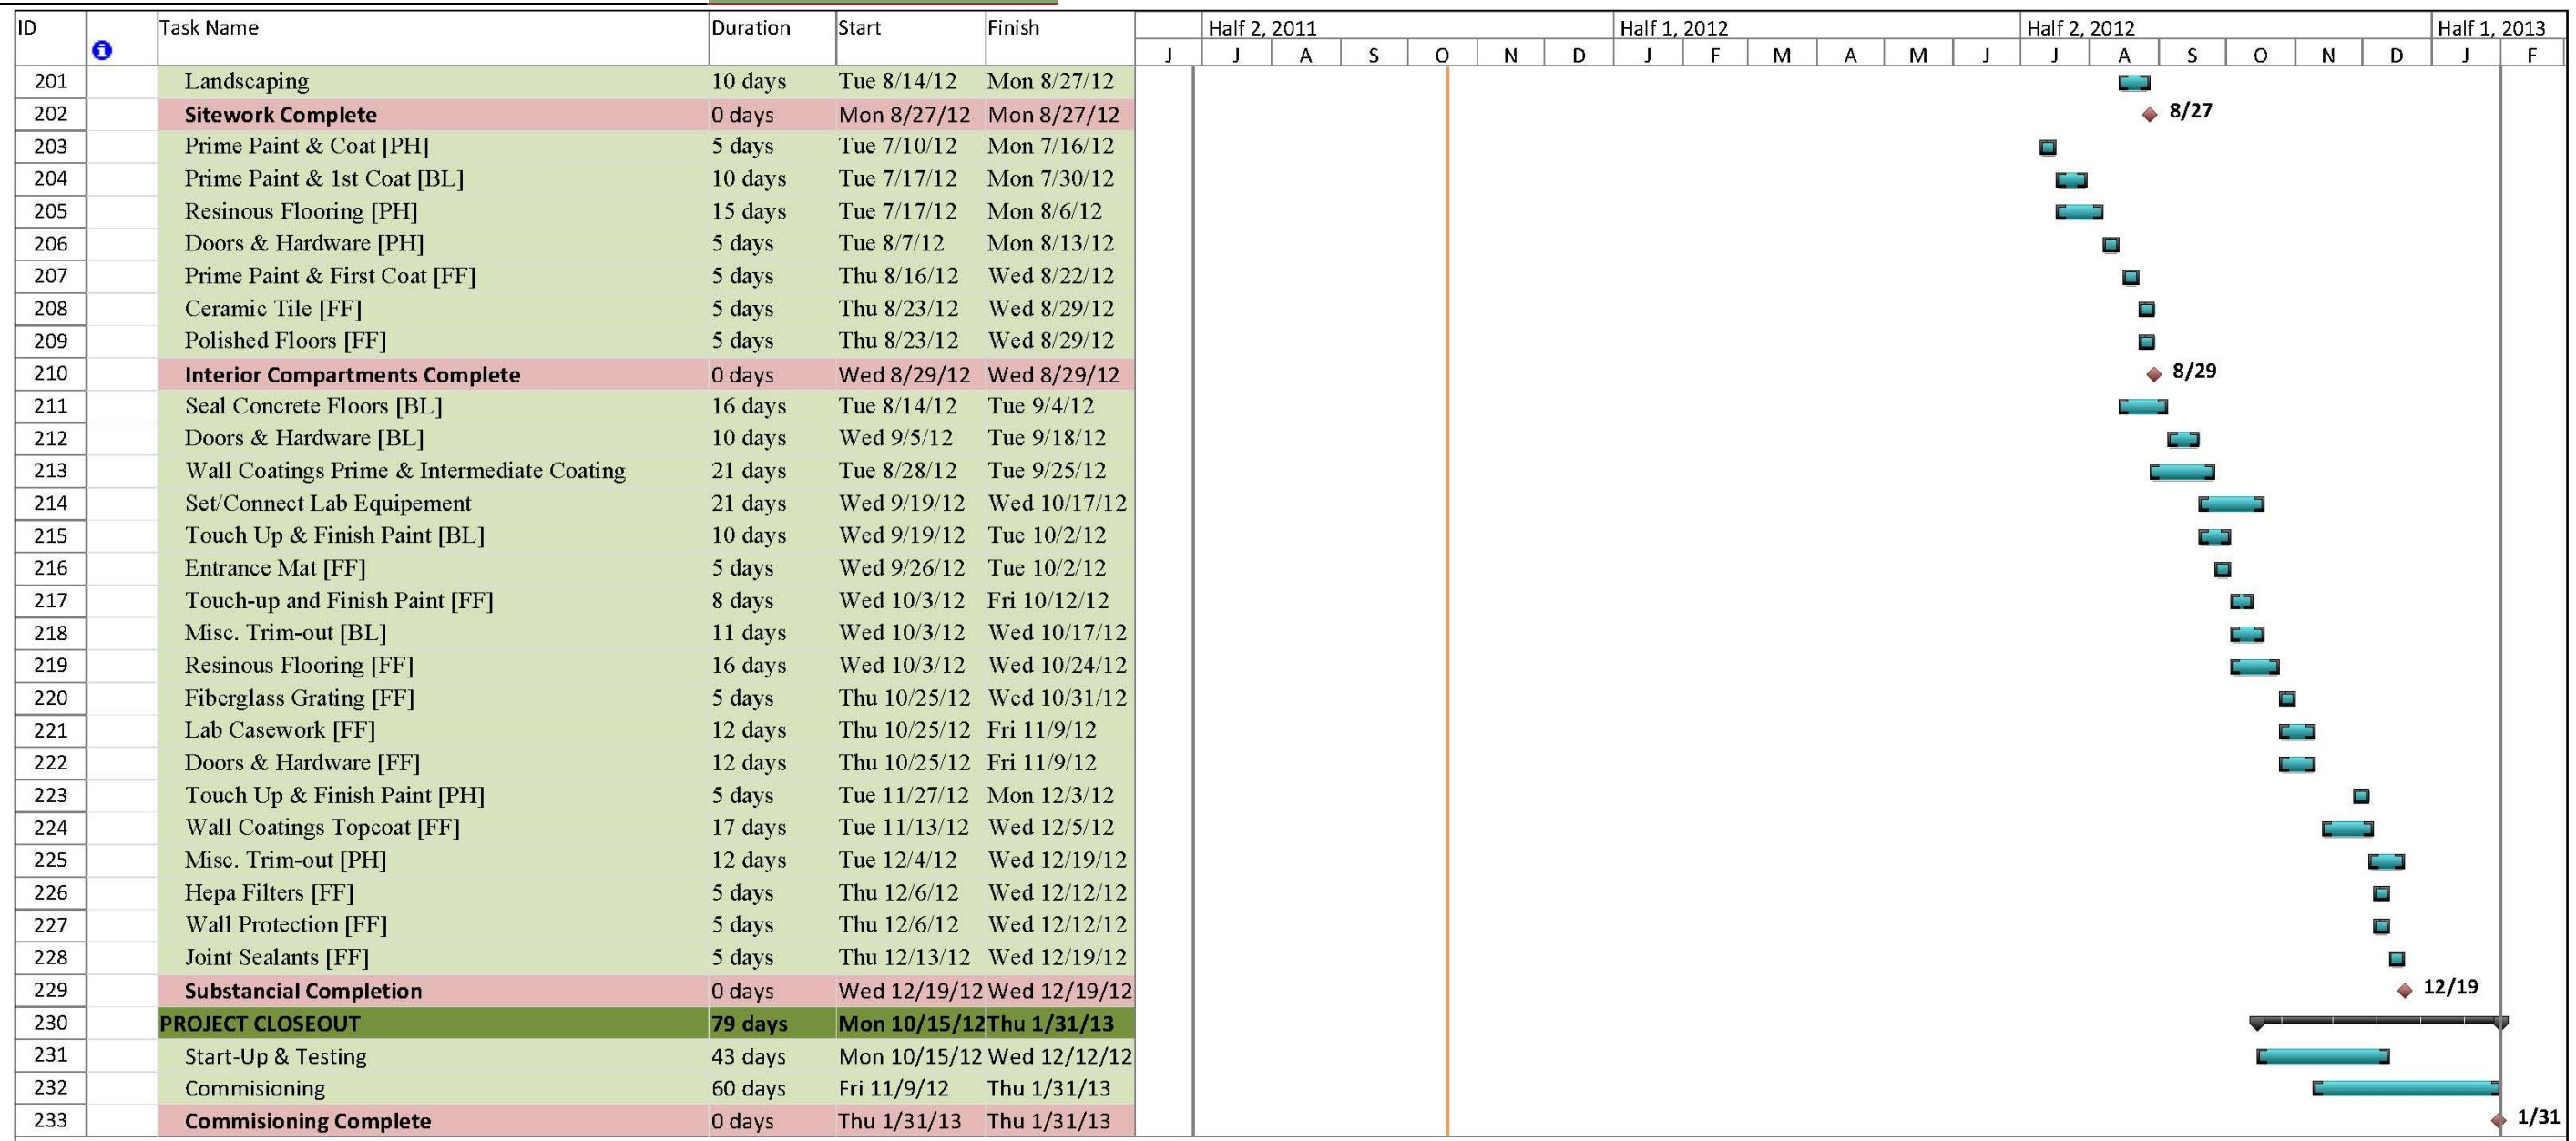 ID Task Name Duration Start Finish Half 2, 2011 Half 1, 2012 Half 2, 2012 Half 1, 2013
J J A S O N D J F M A M J J A S O N D J F
201 Landscaping 10 days Tue 8/14/12 Mon 8/27/12
202 Sitework Complete 0 days Mon 8/27/12 Mon 8/27/12 8/27
203 Prime Paint & Coat [PH] 5 days Tue 7/10/12 Mon 7/16/12
204 Prime Paint & 1st Coat [BL] 10 days Tue 7/17/12 Mon 7/30/12
205 Resinous Flooring [PH] 15 days Tue 7/17/12 Mon 8/6/12
206 Doors & Hardware [PH] 5 days Tue 8/7/12 Mon 8/13/12
207 Prime Paint & First Coat [FF] 5 days Thu 8/16/12 Wed 8/22/12
208 Ceramic Tile [FF] 5 days Thu 8/23/12 Wed 8/29/12
209 Polished Floors [FF] 5 days Thu 8/23/12 Wed 8/29/12
210 Interior Compartments Complete 0 days Wed 8/29/12 Wed 8/29/12 8/29
211 Seal Concrete Floors [BL] 16 days Tue 8/14/12 Tue 9/4/12
212 Doors & Hardware [BL] 10 days Wed 9/5/12 Tue 9/18/12
213 Wall Coatings Prime & Intermediate Coating 21 days Tue 8/28/12 Tue 9/25/12
214 Set/Connect Lab Equipement 21 days Wed 9/19/12 Wed 10/17/12
215 Touch Up & Finish Paint [BL] 10 days Wed 9/19/12 Tue 10/2/12
216 Entrance Mat [FF] 5 days Wed 9/26/12 Tue 10/2/12
217 Touch-up and Finish Paint [FF] 8 days Wed 10/3/12 Fri 10/12/12
218 Misc. Trim-out [BL] 11 days Wed 10/3/12 Wed 10/17/12
219 Resinous Flooring [FF] 16 days Wed 10/3/12 Wed 10/24/12
220 Fiberglass Grating [FF] 5 days Thu 10/25/12 Wed 10/31/12
221 Lab Casework [FF] 12 days Thu 10/25/12 Fri 11/9/12
222 Doors & Hardware [FF] 12 days Thu 10/25/12 Fri 11/9/12
223 Touch Up & Finish Paint [PH] 5 days Tue 11/27/12 Mon 12/3/12
224 Wall Coatings Topcoat [FF] 17 days Tue 11/13/12 Wed 12/5/12
225 Misc. Trim-out [PH] 12 days Tue 12/4/12 Wed 12/19/12
226 Hepa Filters [FF] 5 days Thu 12/6/12 Wed 12/12/12
227 Wall Protection [FF] 5 days Thu 12/6/12 Wed 12/12/12
228 Joint Sealants [FF] 5 days Thu 12/13/12 Wed 12/19/12
229 Substancial Completion 0 days Wed 12/19/12 Wed 12/19/12 12/19
230 PROJECT CLOSEOUT 79 days Mon 10/15/12 Thu 1/31/13
231 Start-Up & Testing 43 days Mon 10/15/12 Wed 12/12/12
232 Commisioning 60 days Fri 11/9/12 Thu 1/31/13
233 Commisioning Complete 0 days Thu 1/31/13 Thu 1/31/13 1/31